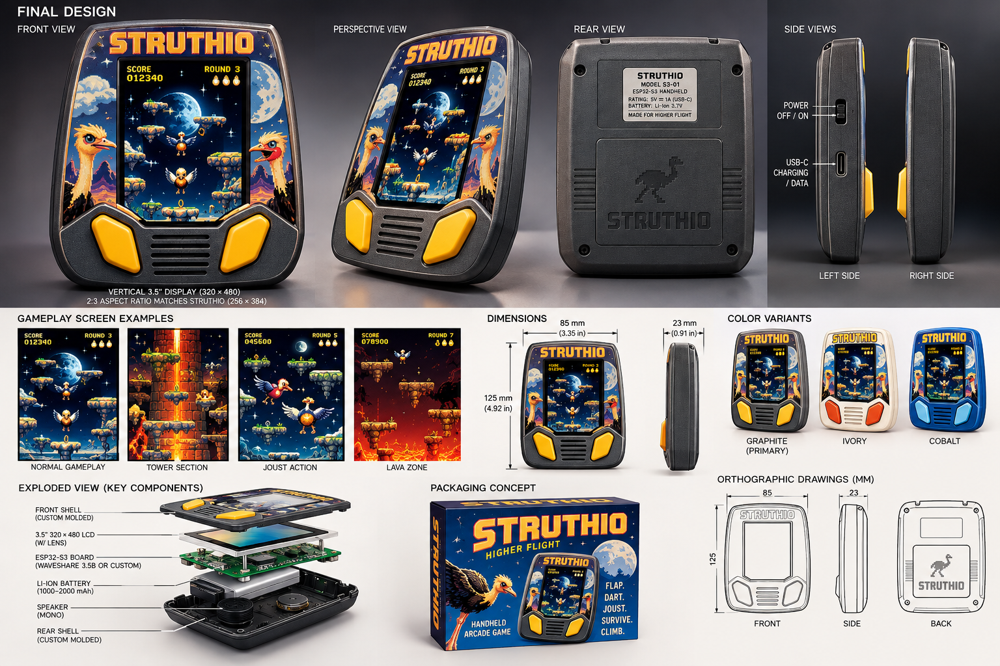 FINAL DESIGN
FRONT VIEW
STRUTHIO
SCORE
012340
ROUND 3
VERTICAL 3.5" DISPLAY (320 × 480)
2:3 ASPECT RATIO MATCHES STRUTHIO (256 × 384)
PERSPECTIVE VIEW
STRUTHIO
SCORE
012340
ROUND 3
REAR VIEW
STRUTHIO
MODEL S3-01
ESP32-S3 HANDHELD
RATING: 5V = 1A (USB-C)
BATTERY: Li-Ion 3.7V
MADE FOR HIGHER FLIGHT
STRUTHIO
SIDE VIEWS
POWER
OFF / ON
USB-C
CHARGING
/ DATA
LEFT SIDE
RIGHT SIDE
GAMEPLAY SCREEN EXAMPLES
SCORE
012340
ROUND 3
NORMAL GAMEPLAY
TOWER SECTION
SCORE
045600
ROUND 5
JOUST ACTION
SCORE
078900
ROUND 7
LAVA ZONE
DIMENSIONS
85 mm
(3.35 in)
23 mm
(0.91 in)
125 mm
(4.92 in)
STRUTHIO
SCORE
012340
ROUND 3
COLOR VARIANTS
STRUTHIO
GRAPHITE
(PRIMARY)
STRUTHIO
IVORY
STRUTHIO
COBALT
EXPLODED VIEW (KEY COMPONENTS)
FRONT SHELL
(CUSTOM MOLDED)
3.5" 320 × 480 LCD
(W/ LENS)
ESP32-S3 BOARD
(WAVESHARE 3.5B OR CUSTOM)
LI-ION BATTERY
(1000–2000 mAh)
SPEAKER
(MONO)
REAR SHELL
(CUSTOM MOLDED)
STRUTHIO
PACKAGING CONCEPT
STRUTHIO
STRUTHIO
STRUTHIO
HIGHER FLIGHT
STRUTHIO
FLAP.
DART.
JOUST.
SURVIVE.
CLIMB.
HANDHELD
ARCADE GAME
ORTHOGRAPHIC DRAWINGS (MM)
85
23
125
STRUTHIO
STRUTHIO
FRONT
SIDE
BACK